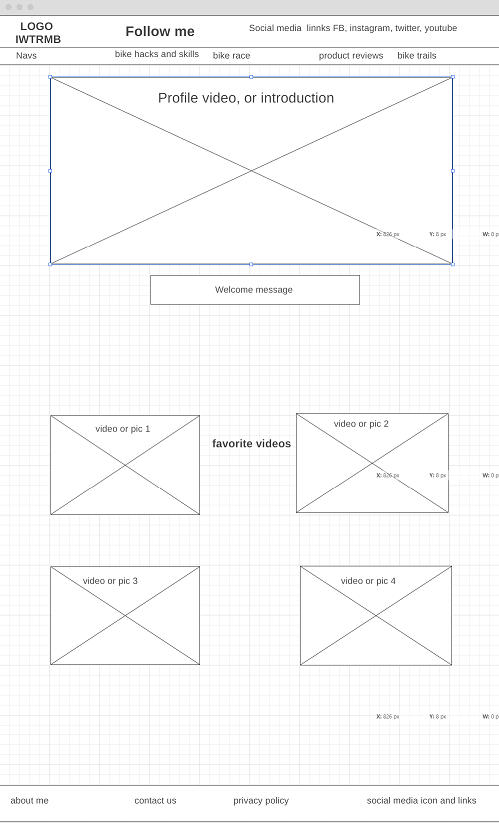 LOGO
IWTRMB
Follow me
Social media  linnks FB, instagram, twitter, youtube
Navs
bike hacks and skills
bike race
product reviews
bike trails
Profile video, or introduction
X: 826 px Y: 8 px W: 0 p
Welcome message
video or pic 1
favorite videos
video or pic 2
X: 826 px Y: 8 px W: 0 p
video or pic 3
video or pic 4
X: 826 px Y: 8 px W: 0 p
about me
contact us
privacy policy
social media icon and links